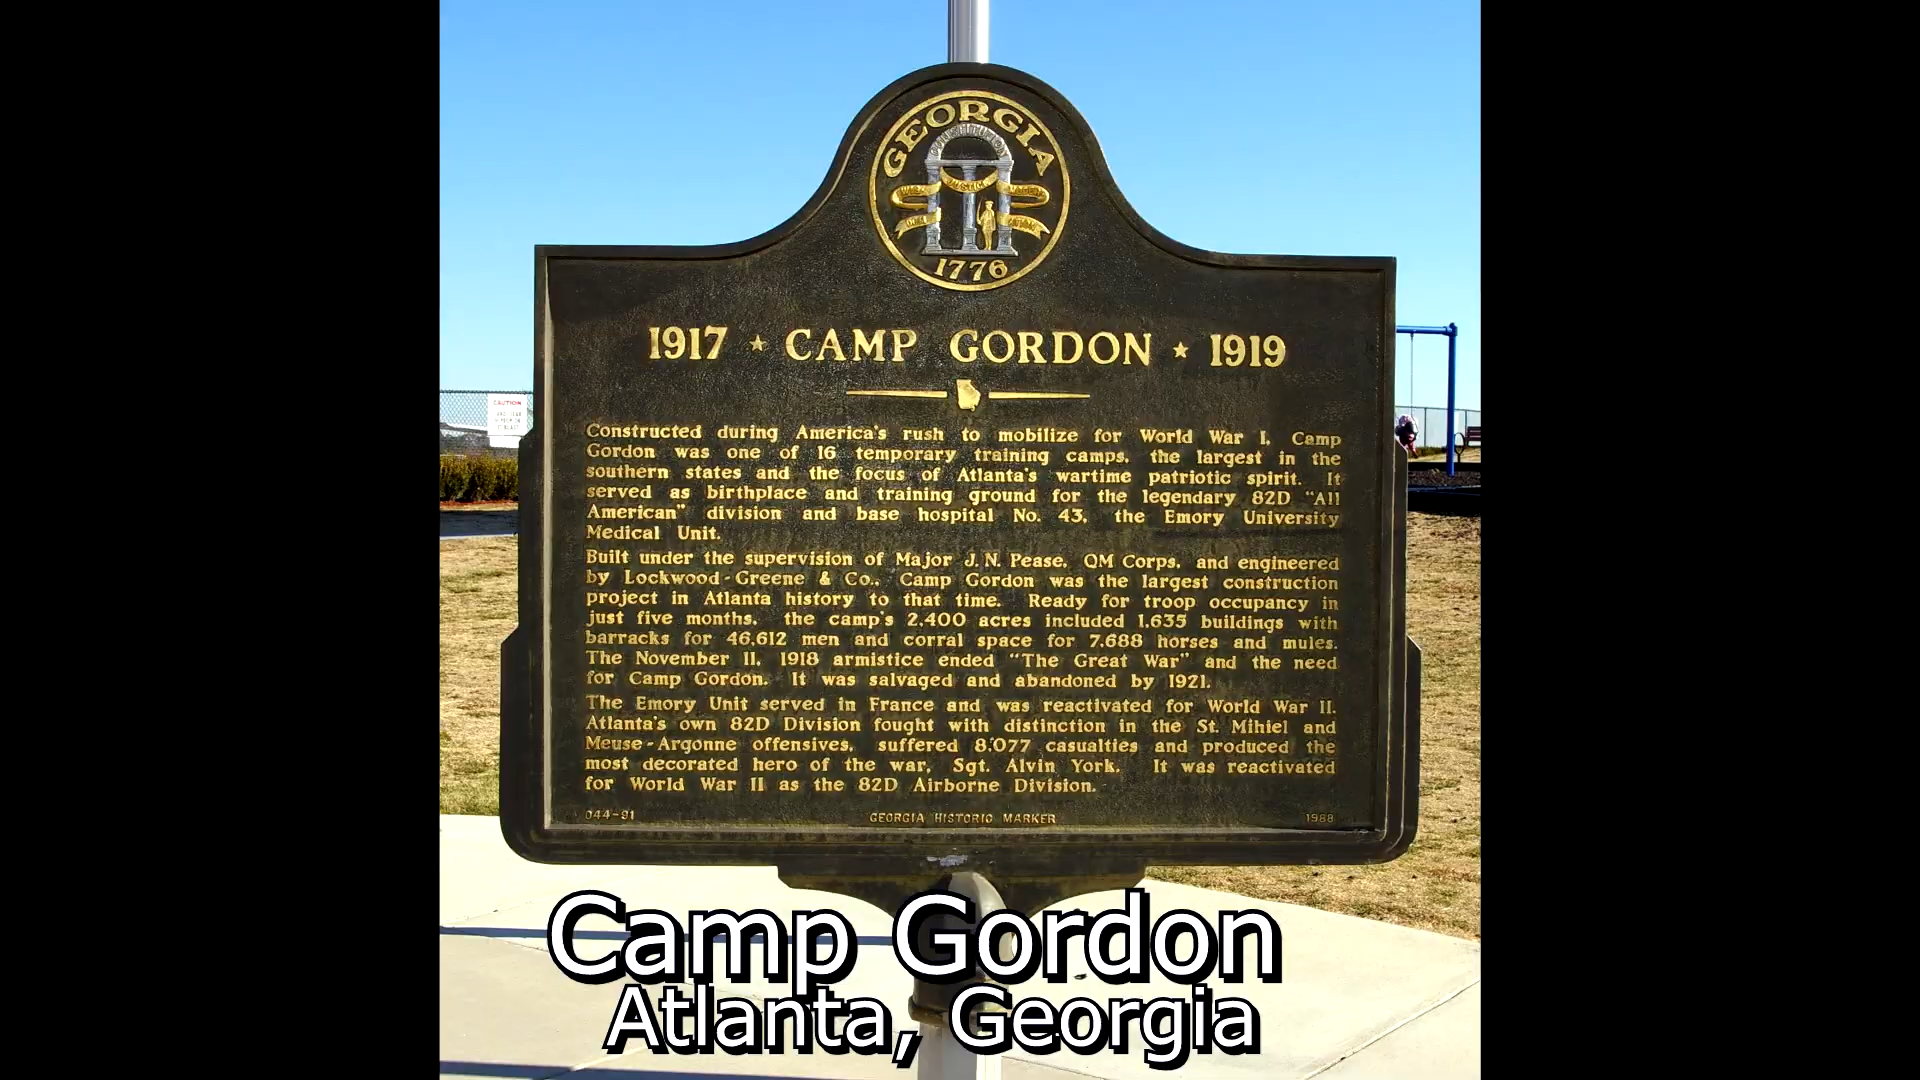 GEORGIA
CONSTITUTION
JUSTICE
1776
1917 ★ CAMP GORDON ★ 1919
Constructed during America's rush to mobilize for World War I, Camp
Gordon was one of 16 temporary training camps, the largest in the
southern states and the focus of Atlanta's wartime patriotic spirit. It
served as birthplace and training ground for the legendary 82D "All
American" division and base hospital No. 43, the Emory University
Medical Unit.
Built under the supervision of Major J. N. Pease, QM Corps, and engineered
by Lockwood-Greene & Co., Camp Gordon was the largest construction
project in Atlanta history to that time. Ready for troop occupancy in
just five months, the camp's 2,400 acres included 1,635 buildings with
barracks for 46,612 men and corral space for 7,688 horses and mules.
The November 11, 1918 armistice ended "The Great War" and the need
for Camp Gordon. It was salvaged and abandoned by 1921.
The Emory Unit served in France and was reactivated for World War II.
Atlanta's own 82D Division fought with distinction in the St. Mihiel and
Meuse-Argonne offensives, suffered 8,077 casualties and produced the
most decorated hero of the war, Sgt. Alvin York. It was reactivated
for World War II as the 82D Airborne Division.
044-91 GEORGIA HISTORIC MARKER 1988
CAUTION
Camp Gordon
Atlanta, Georgia